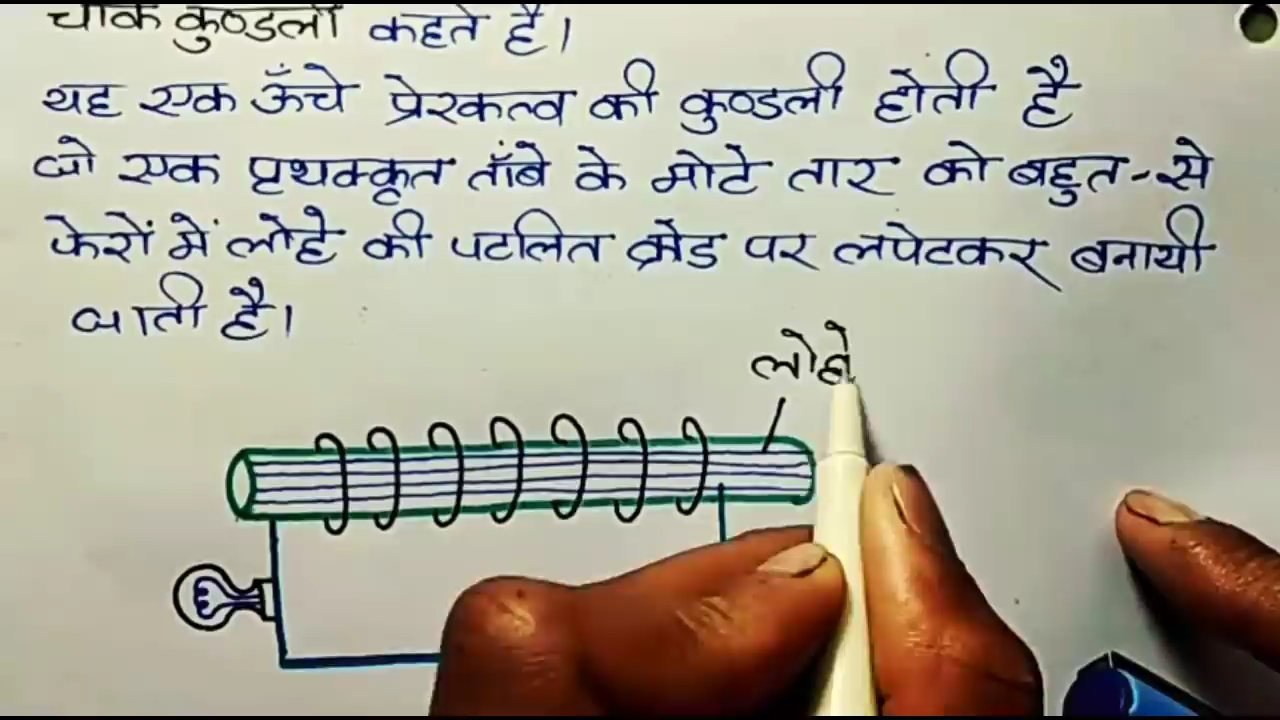 चोक कुण्डली कहते है।
यह एक ऊँचे प्रेरकत्व की कुण्डली होती है
जो एक पृथक्कृत ताँबे के मोटे तार को बहुत-से
फेरों में लोहे की पटलित क्रोड पर लपेटकर बनायी
जाती है।
लोहे